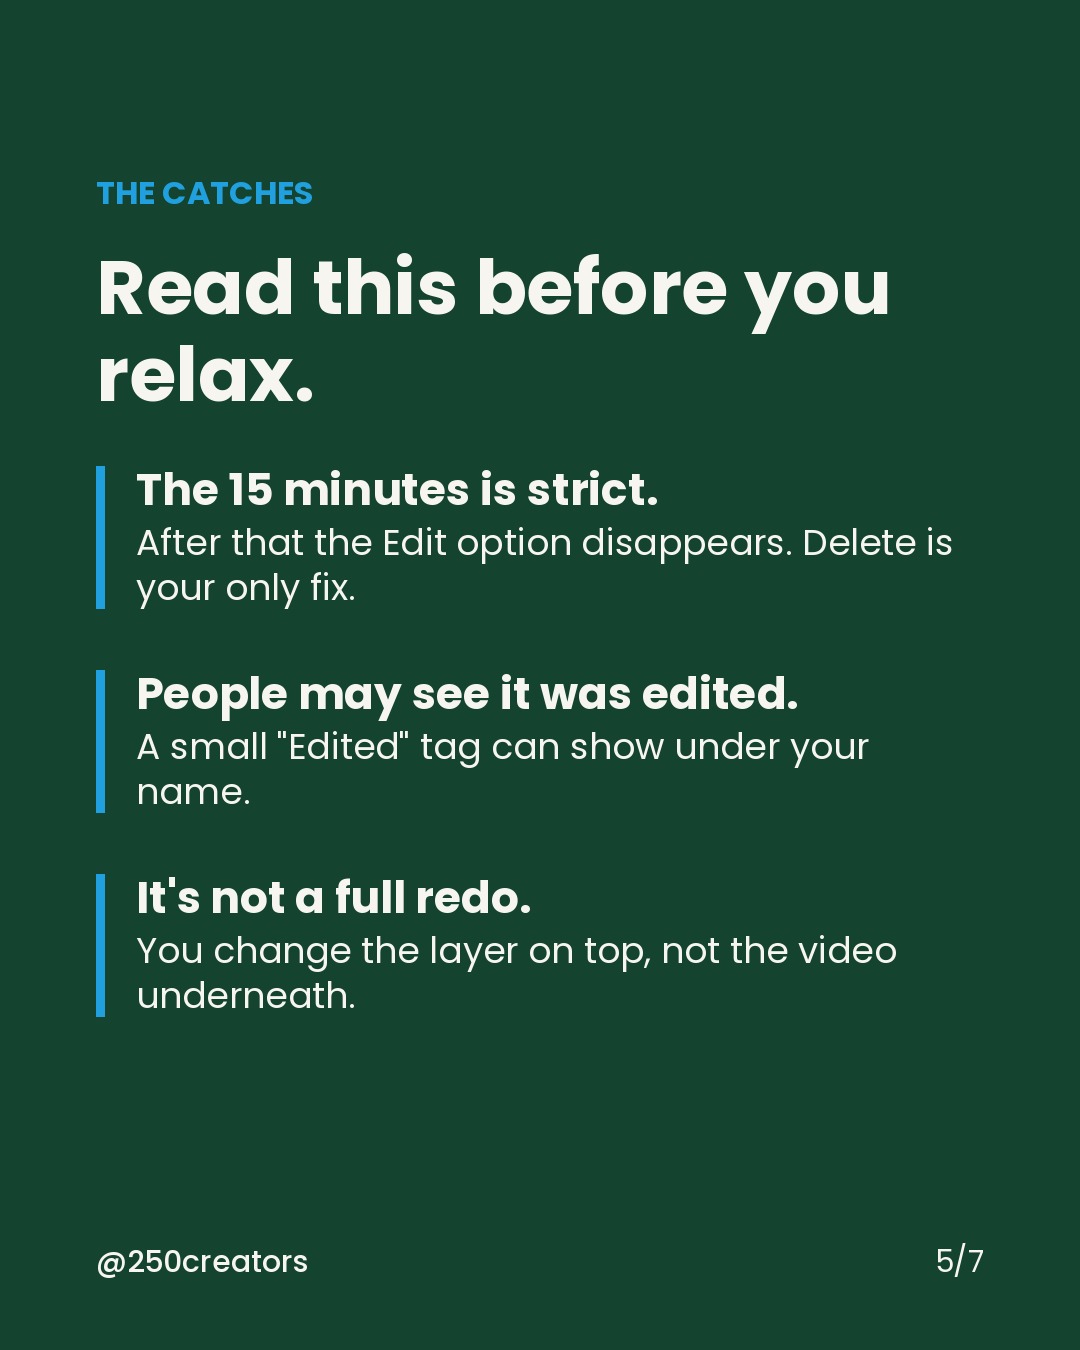 THE CATCHES
Read this before you
relax.
The 15 minutes is strict.
After that the Edit option disappears. Delete is
your only fix.
People may see it was edited.
A small "Edited" tag can show under your
name.
It's not a full redo.
You change the layer on top, not the video
underneath.
@250creators
5/7